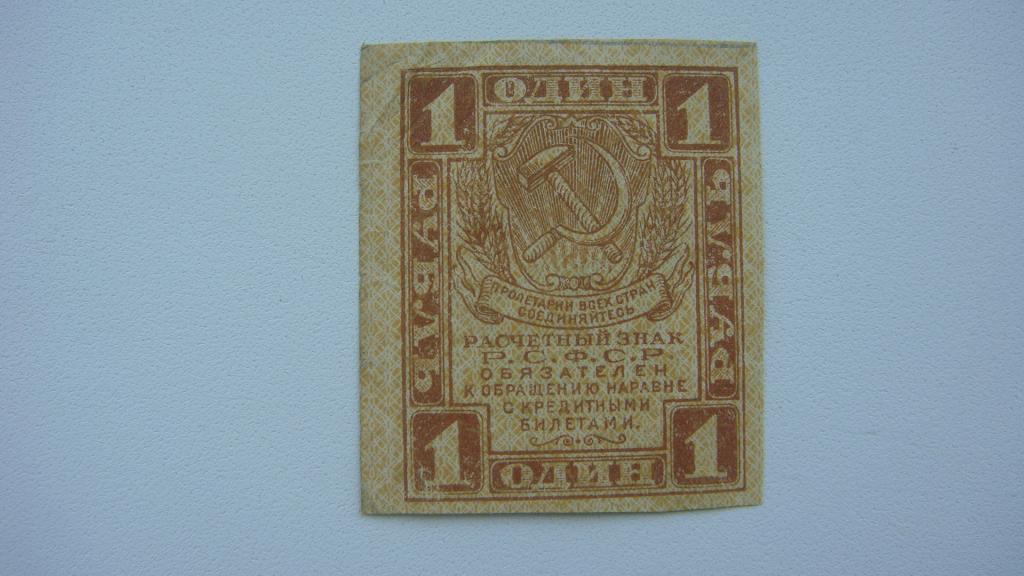 1 ОДИН 1
РУБЛЬ
РУБЛЬ
ПРОЛЕТАРИИ ВСЕХ СТРАН
СОЕДИНЯЙТЕСЬ
РАСЧЕТНЫЙ ЗНАК
Р.С.Ф.С.Р
ОБЯЗАТЕЛЕН
К ОБРАЩЕНИЮ НАРАВНЕ
С КРЕДИТНЫМИ
БИЛЕТАМИ.
1 ОДИН 1